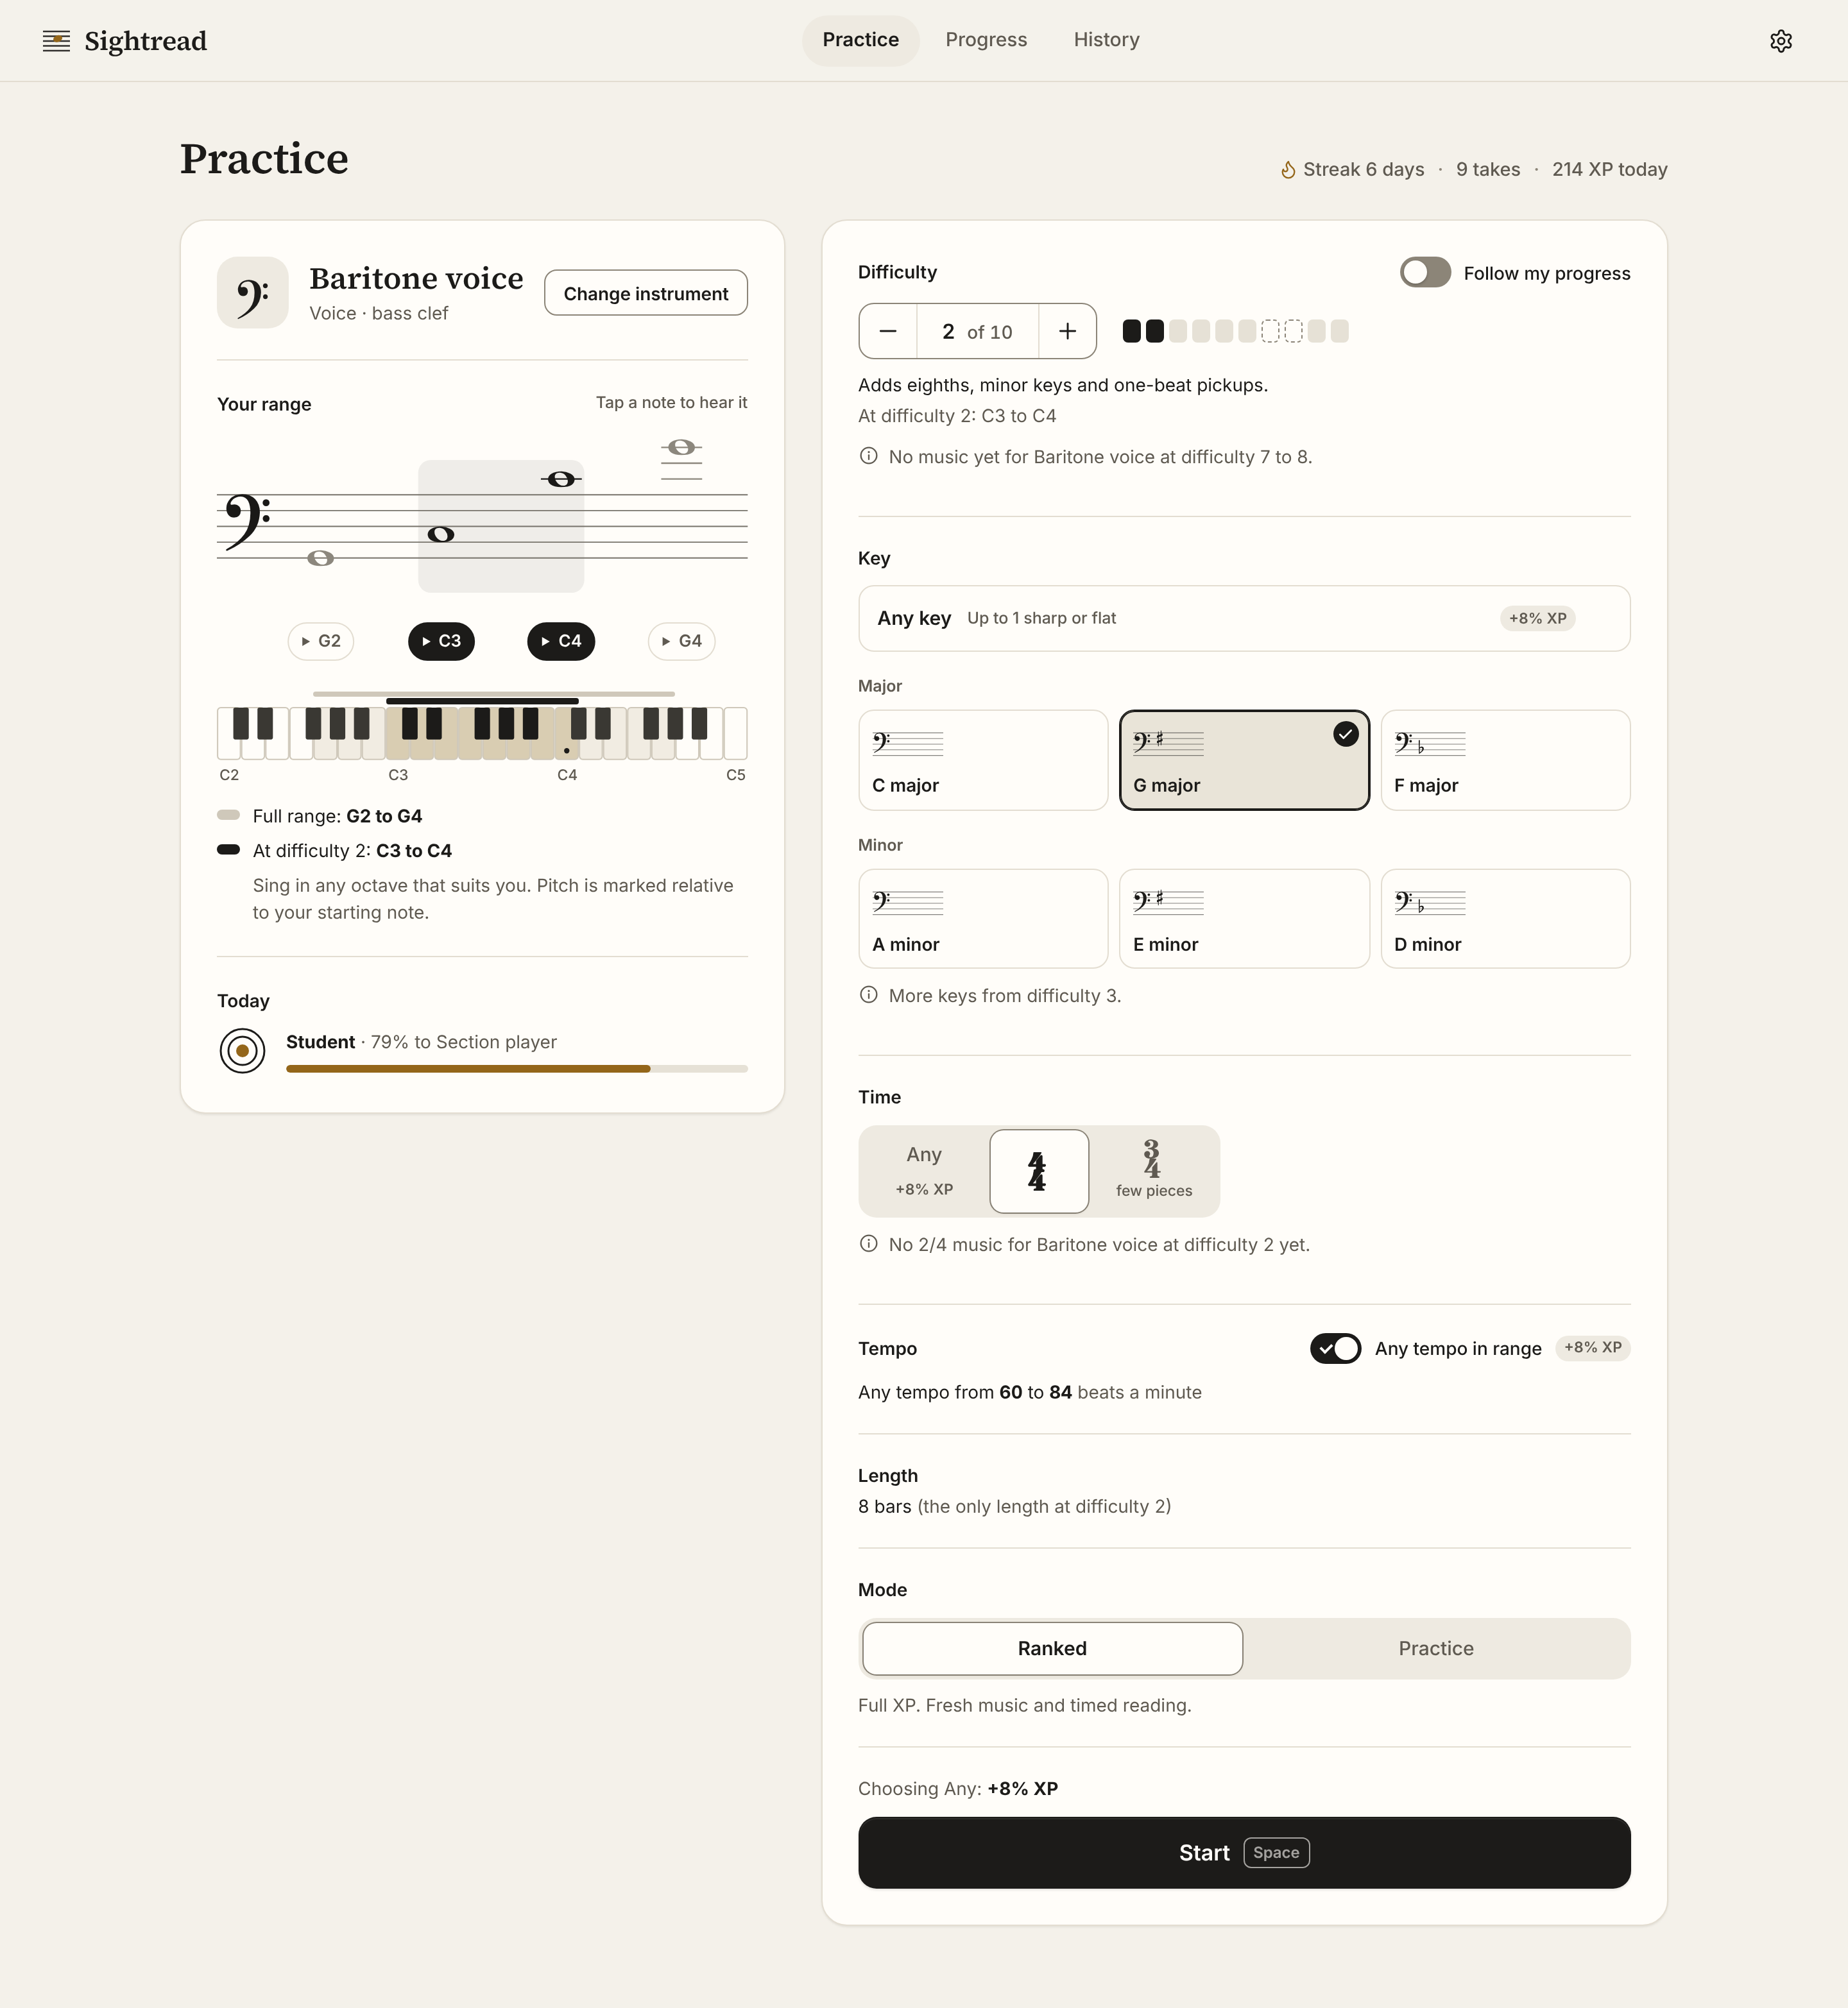 Sightread
Practice
Progress
History
Practice
Streak 6 days · 9 takes · 214 XP today
Baritone voice
Voice · bass clef
Change instrument
Your range
Tap a note to hear it
G2
C3
C4
G4
C2
C3
C4
C5
Full range: G2 to G4
At difficulty 2: C3 to C4
Sing in any octave that suits you. Pitch is marked relative
to your starting note.
Today
Student · 79% to Section player
Difficulty
Follow my progress
2 of 10
Adds eighths, minor keys and one-beat pickups.
At difficulty 2: C3 to C4
No music yet for Baritone voice at difficulty 7 to 8.
Key
Any key Up to 1 sharp or flat
+8% XP
Major
C major
G major
F major
Minor
A minor
E minor
D minor
More keys from difficulty 3.
Time
Any
+8% XP
4
4
3
4
few pieces
No 2/4 music for Baritone voice at difficulty 2 yet.
Tempo
Any tempo in range
+8% XP
Any tempo from 60 to 84 beats a minute
Length
8 bars (the only length at difficulty 2)
Mode
Ranked
Practice
Full XP. Fresh music and timed reading.
Choosing Any: +8% XP
Start
Space